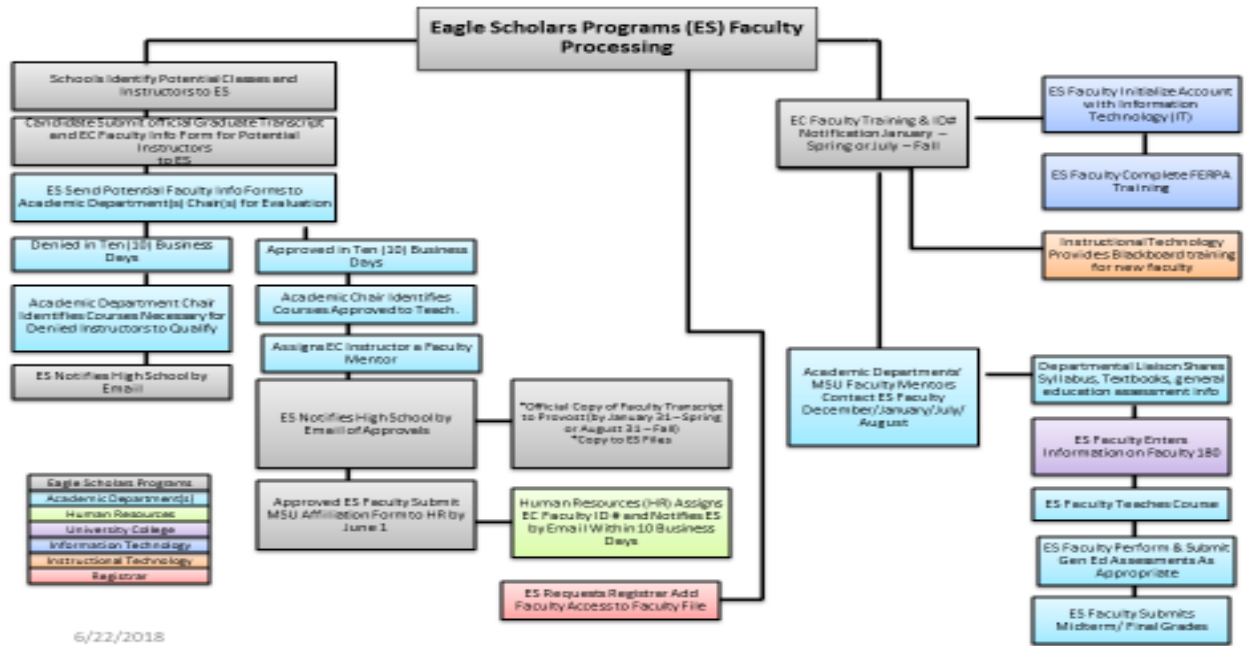 Eagle Scholars Programs (ES) Faculty
Processing
Schools Identify Potential Classes and
Instructors to ES
Candidate Submit official Graduate Transcript
and EC Faculty Info Form for Potential
Instructors
to ES
ES Send Potential Faculty Info Forms to
Academic Department(s) Chair(s) for Evaluation
Denied in Ten (10) Business
Days
Academic Department Chair
Identifies Courses Necessary for
Denied Instructors to Qualify
ES Notifies High School by
Email
Approved in Ten (10) Business
Days
Academic Chair Identifies
Courses Approved to Teach.
Assigns EC Instructor a Faculty
Mentor
ES Notifies High School by
Email of Approvals
*Official Copy of Faculty Transcript
to Provost (by January 31 – Spring
or August 31 – Fall)
*Copy to ES Files
Approved ES Faculty Submit
MSU Affiliation Form to HR by
June 1
Human Resources (HR) Assigns
EC Faculty ID # and Notifies ES
by Email Within 10 Business
Days
ES Requests Registrar Add
Faculty Access to Faculty File
EC Faculty Training & ID#
Notification January –
Spring or July – Fall
ES Faculty Initialize Account
with Information
Technology (IT)
ES Faculty Complete FERPA
Training
Instructional Technology
Provides Blackboard training
for new faculty
Academic Departments'
MSU Faculty Mentors
Contact ES Faculty
December/January/July/
August
Departmental Liaison Shares
Syllabus, Textbooks, general
education assessment info
ES Faculty Enters
Information on Faculty 180
ES Faculty Teaches Course
ES Faculty Perform & Submit
Gen Ed Assessments As
Appropriate
ES Faculty Submits
Midterm/ Final Grades
Eagle Scholars Programs
Academic Department(s)
Human Resources
University College
Information Technology
Instructional Technology
Registrar
6/22/2018